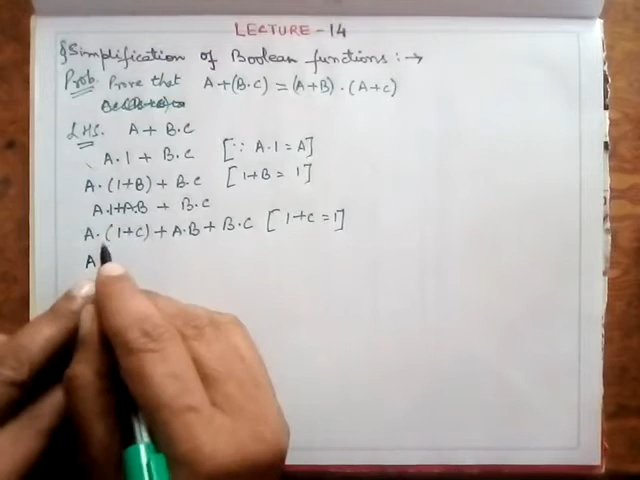 LECTURE - 14
§ Simplification of Boolean functions : →
Prob. Prove that A+(B.C) = (A+B) . (A+C)
LHS. A + B.C
A.1 + B.C [∵ A.1 = A]
A.(1+B) + B.C [1+B = 1]
A.1+A.B + B.C
A.(1+C) + A.B + B.C [1+C = 1]
A